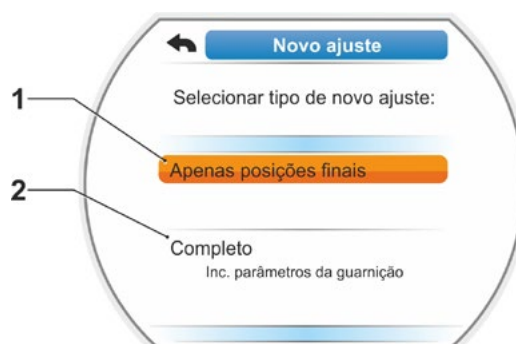 Novo ajuste
Selecionar tipo de novo ajuste:
1
Apenas posições finais
2
Completo
Inc. parâmetros da guarnição